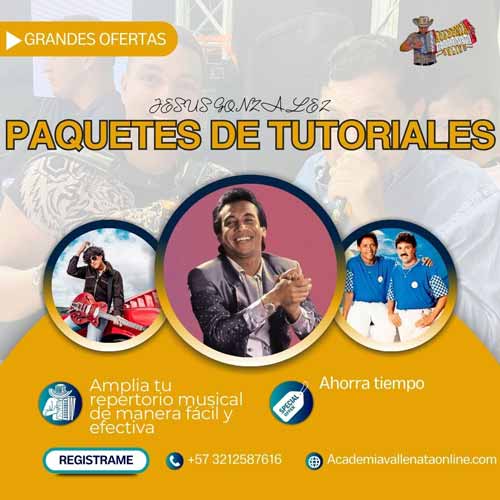 GRANDES OFERTAS
JESUS GONZALEZ
PAQUETES DE TUTORIALES
Amplia tu
repertorio musical
de manera fácil y
efectiva
SPECIAL
OFFER
Ahorra tiempo
REGISTRAME
+57 3212587616
Academiavallenataonline.com